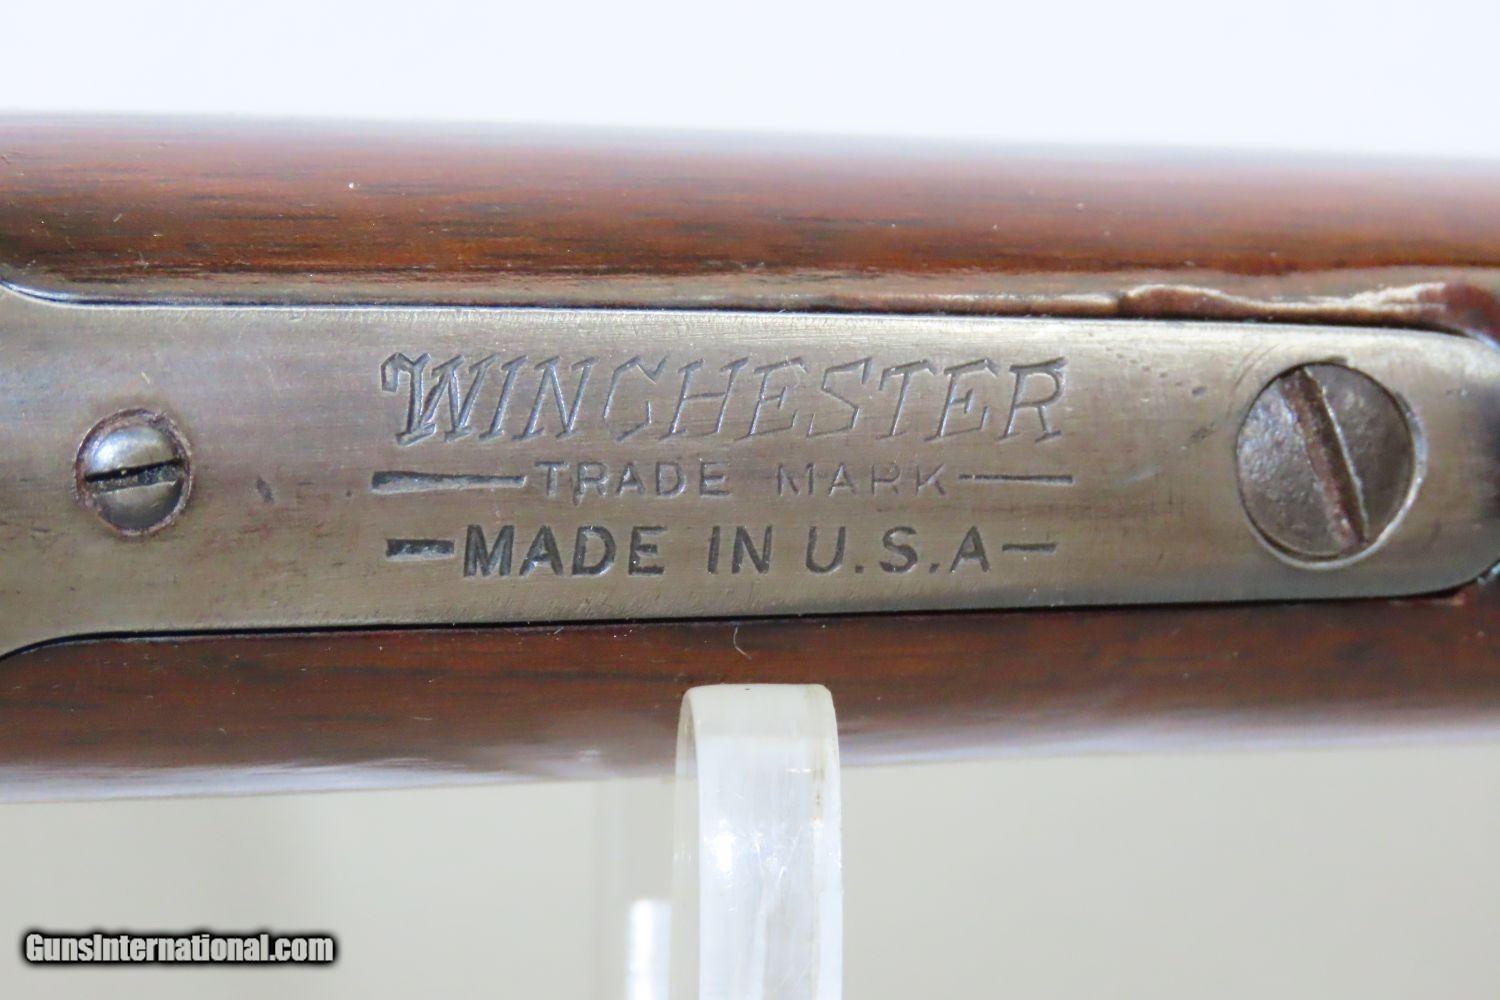 WINCHESTER
— TRADE MARK —
— MADE IN U.S.A —
GunsInternational.com